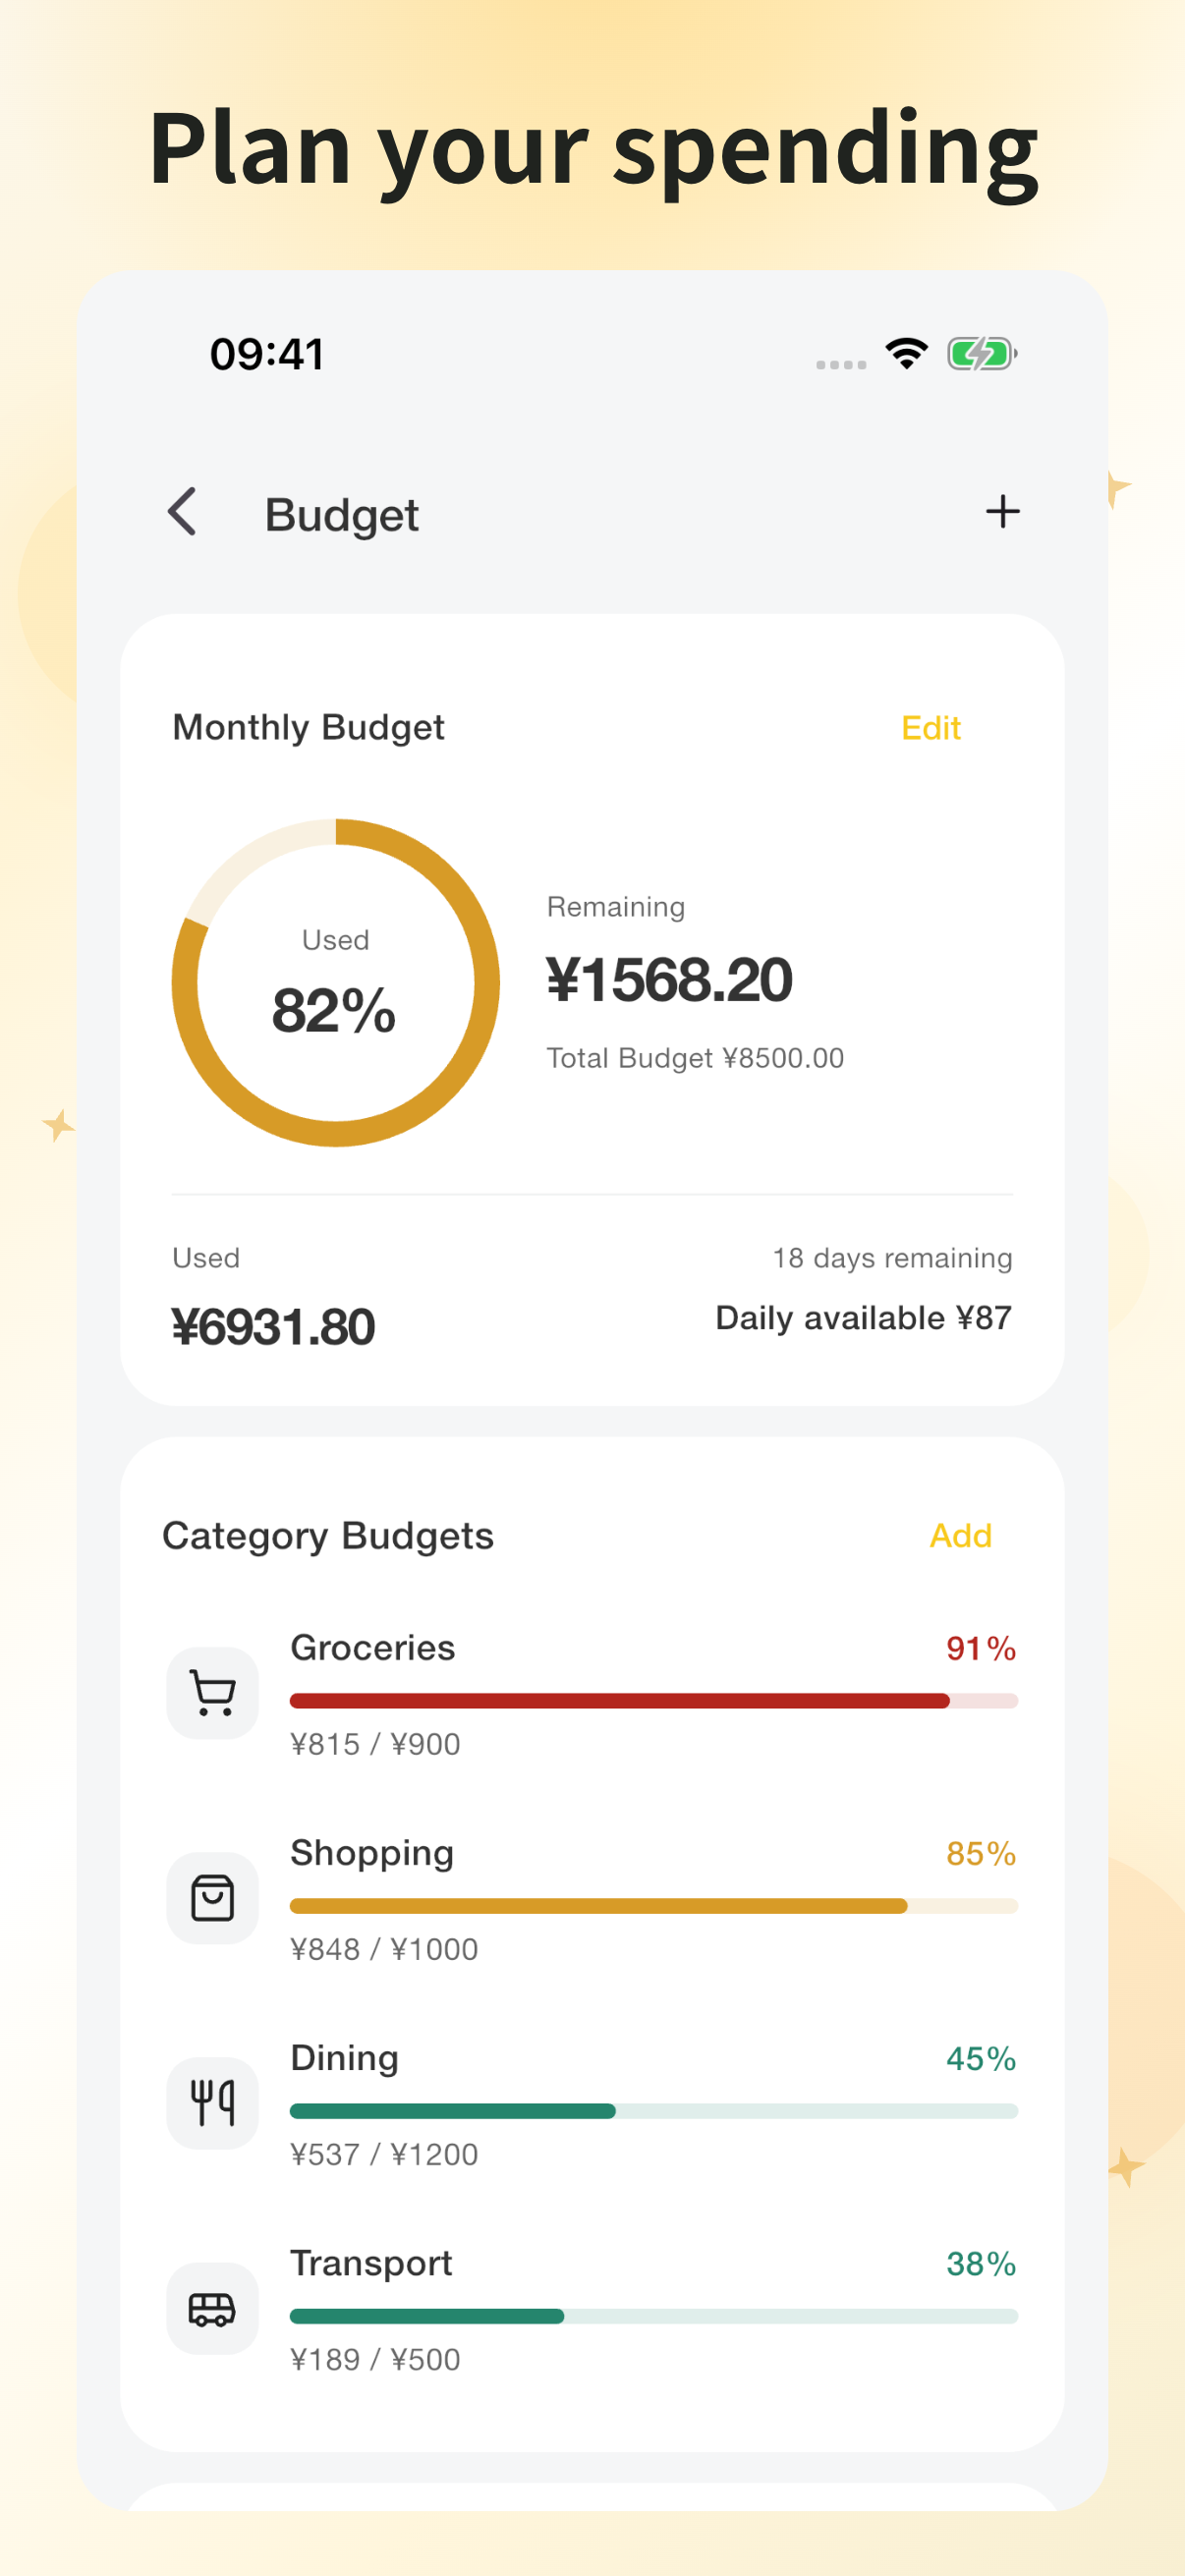 Plan your spending
09:41
Budget
Monthly Budget
Edit
Used
82%
Remaining
¥1568.20
Total Budget ¥8500.00
Used
¥6931.80
18 days remaining
Daily available ¥87
Category Budgets
Add
Groceries
91%
¥815 / ¥900
Shopping
85%
¥848 / ¥1000
Dining
45%
¥537 / ¥1200
Transport
38%
¥189 / ¥500